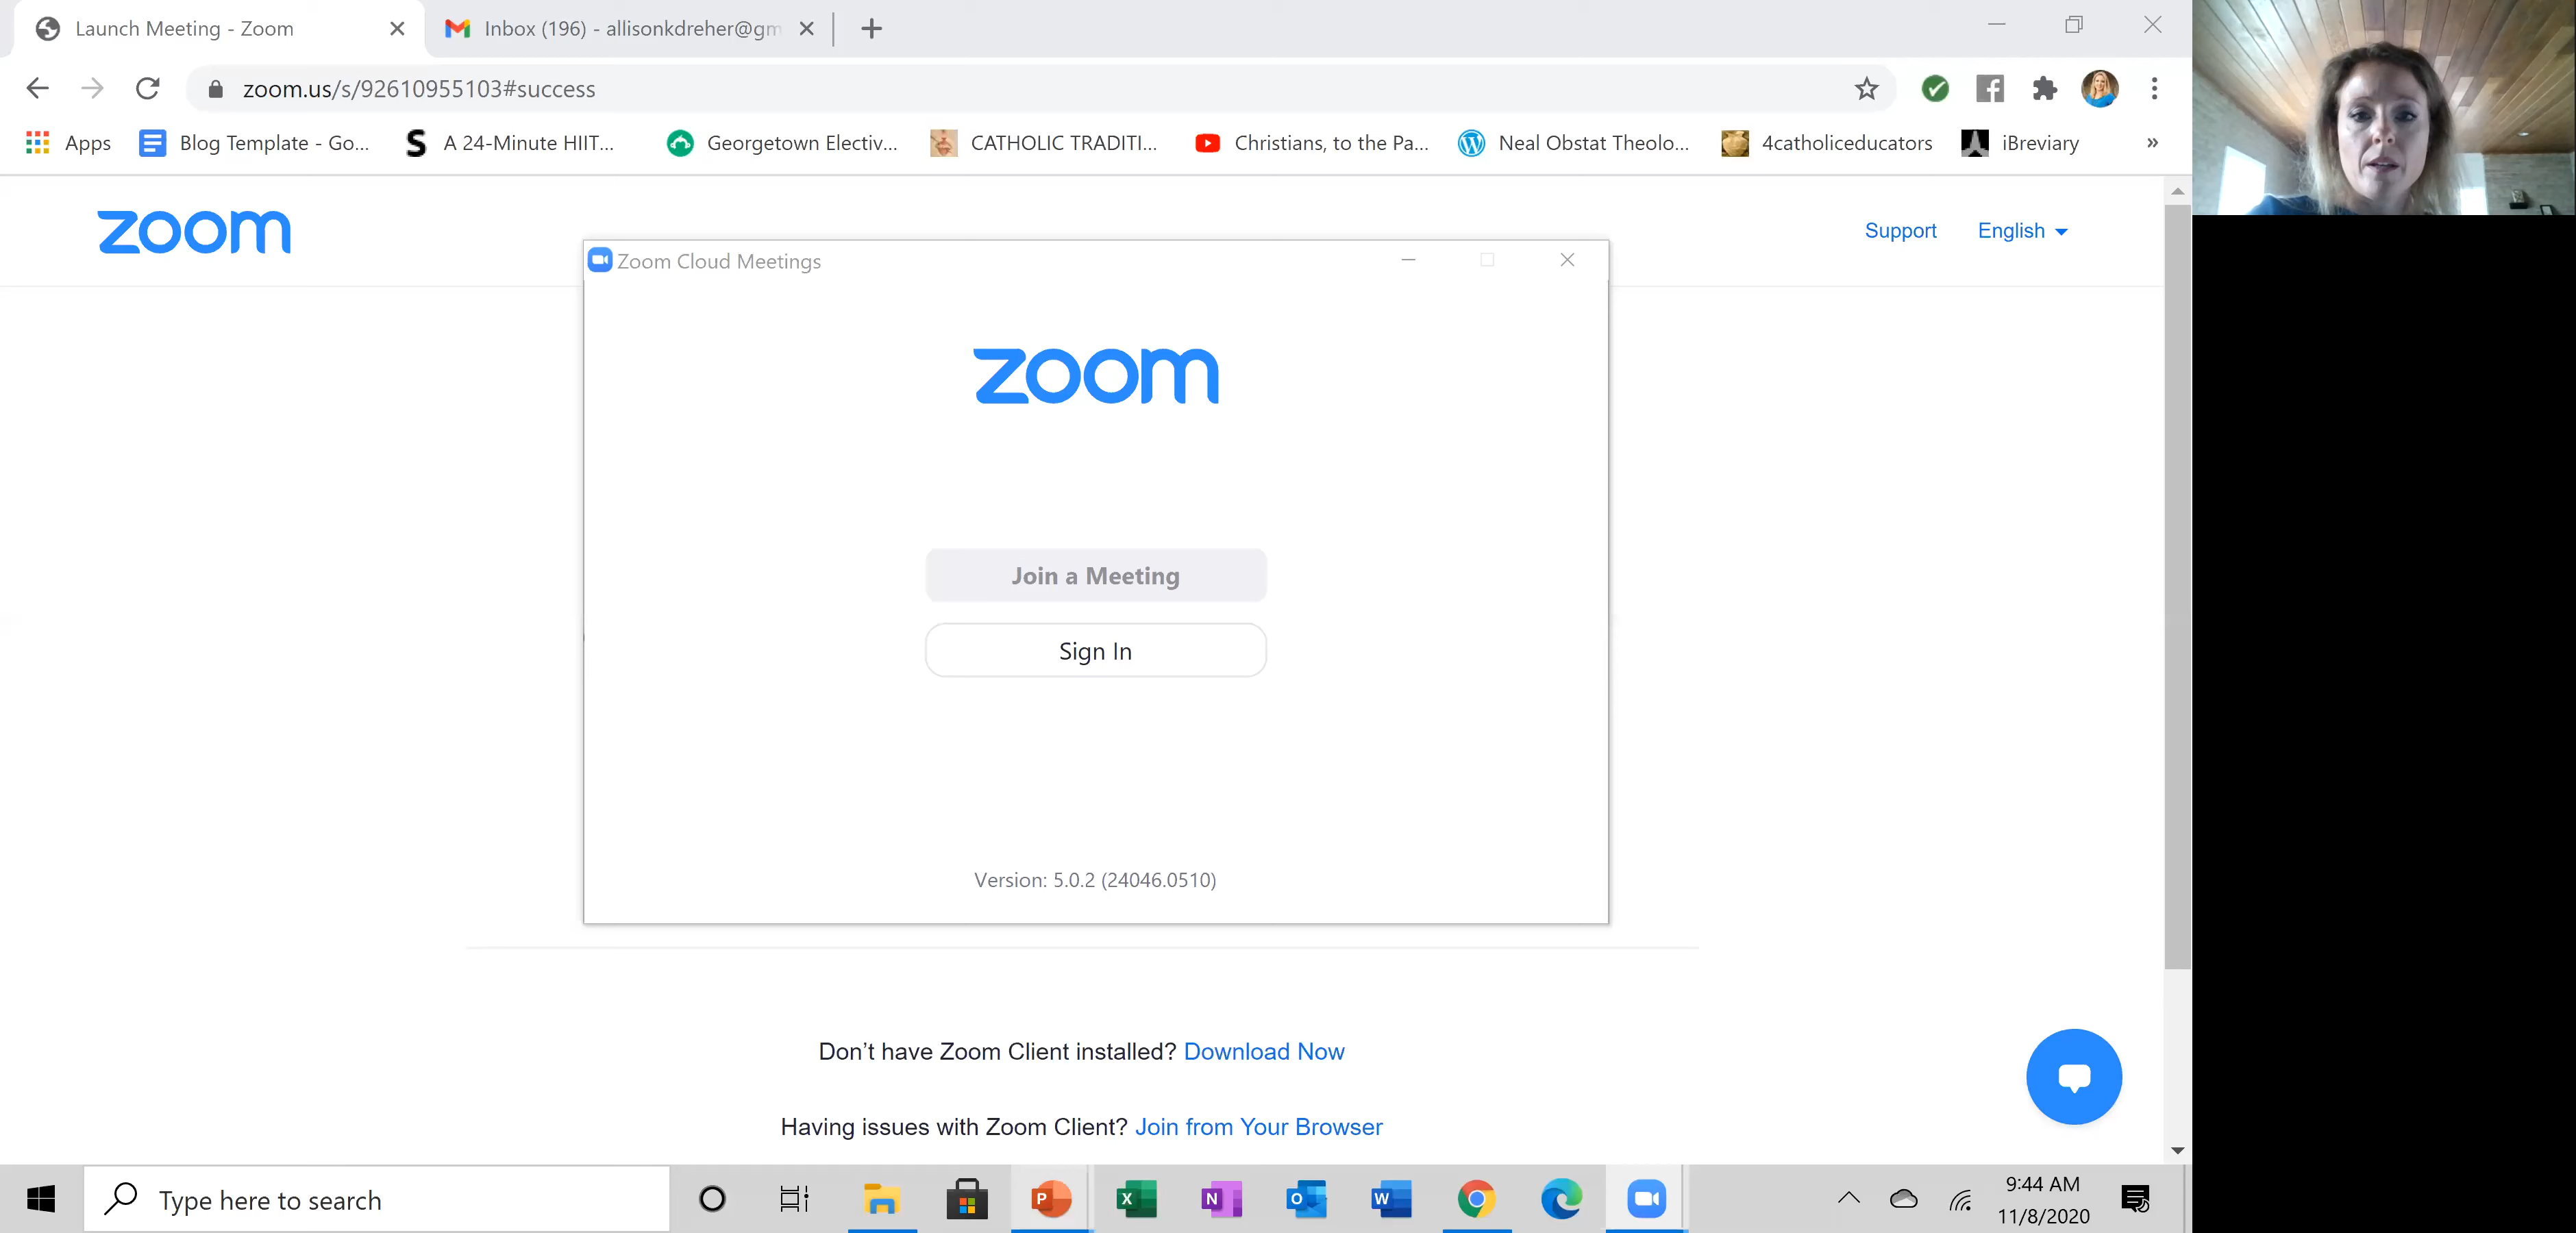 Launch Meeting - Zoom
Inbox (196) - allisonkdreher@gm
zoom.us/s/92610955103#success
Apps
Blog Template - Go...
A 24-Minute HIIT...
Georgetown Electiv...
CATHOLIC TRADITI...
Christians, to the Pa...
Neal Obstat Theolo...
4catholiceducators
iBreviary
»
zoom
Support
English
Zoom Cloud Meetings
zoom
Join a Meeting
Sign In
Version: 5.0.2 (24046.0510)
Don't have Zoom Client installed? Download Now
Having issues with Zoom Client? Join from Your Browser
Type here to search
9:44 AM
11/8/2020